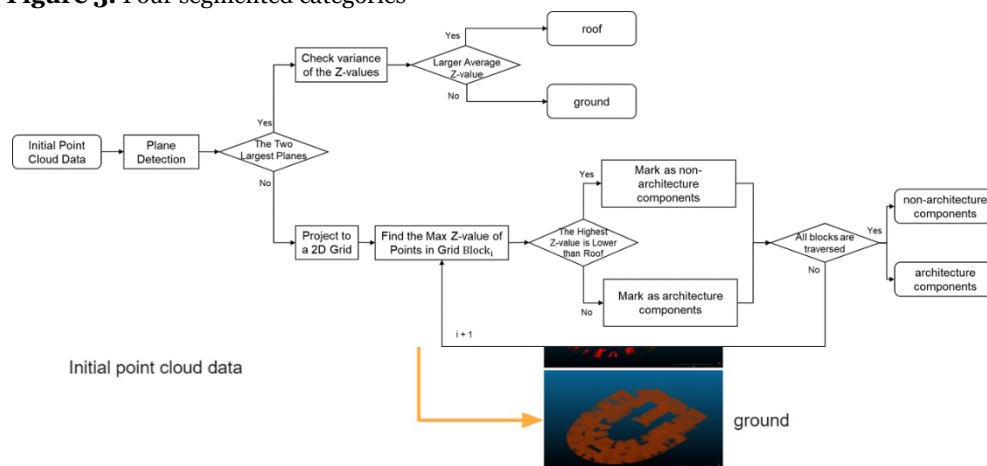 Figure 3. Four segmented categories
Yes
roof
Check variance
of the Z-values
Larger Average
Z-value
No
ground
Yes
Initial Point
Cloud Data
Plane
Detection
The Two
Largest Planes
No
Yes
Mark as non-
architecture
components
non-architecture
components
Project to
a 2D Grid
Find the Max Z-value of
Points in Grid Blockᵢ
The Highest
Z-value is Lower
than Roof
All blocks are
traversed
Yes
No
No
Mark as architecture
components
architecture
components
i + 1
Initial point cloud data
ground